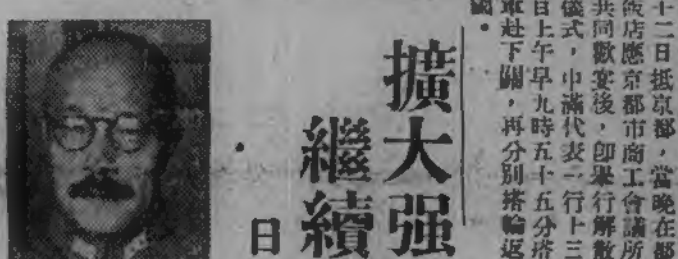 十二日抵京都，當晚在都
飯店應京都市商工會議所
共同歡宴後，卽舉行解散
儀式，中滿代表一行十三
日上午早九時五十五分搭
車赴下關，再分別搭輪返
國。
擴大强
繼續
日